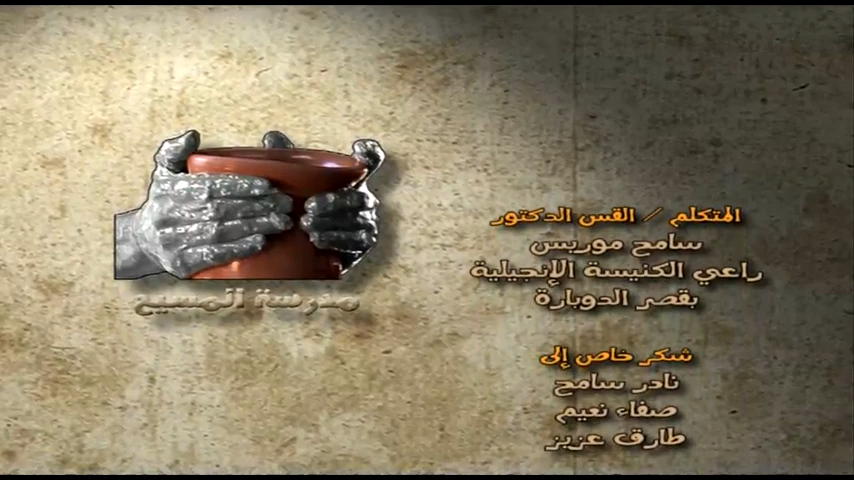 مدرسة المسيح
المتكلم / القس الدكتور
سامح موريس
راعي الكنيسة الإنجيلية
بقصر الدوبارة
شكر خاص إلى
نادر سامح
صفاء نعيم
طارق عزيز